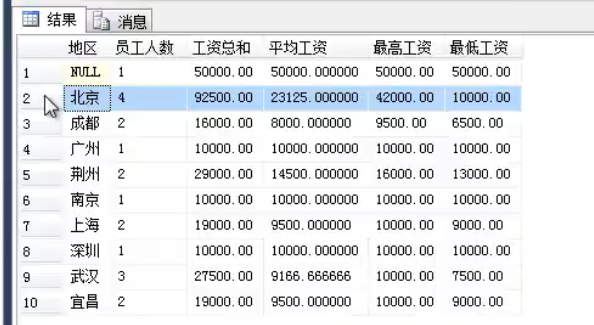 结果 消息
地区 员工人数 工资总和 平均工资 最高工资 最低工资
1 NULL 1 50000.00 50000.000000 50000.00 50000.00
2 北京 4 92500.00 23125.000000 42000.00 10000.00
3 成都 2 16000.00 8000.000000 9500.00 6500.00
4 广州 1 10000.00 10000.000000 10000.00 10000.00
5 荆州 2 29000.00 14500.000000 16000.00 13000.00
6 南京 1 10000.00 10000.000000 10000.00 10000.00
7 上海 2 19000.00 9500.000000 10000.00 9000.00
8 深圳 1 10000.00 10000.000000 10000.00 10000.00
9 武汉 3 27500.00 9166.666666 10000.00 7500.00
10 宜昌 2 19000.00 9500.000000 10000.00 9000.00